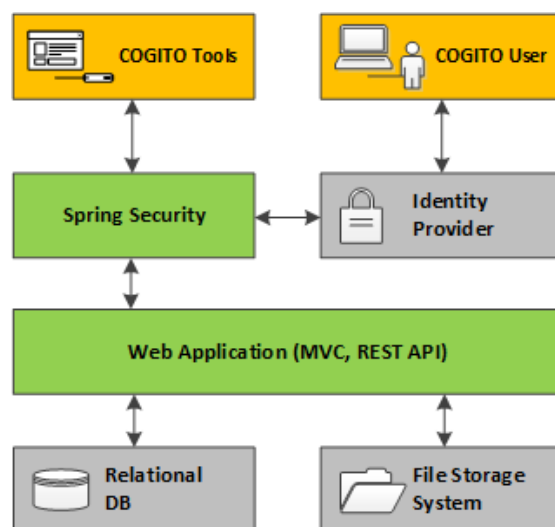 COGITO Tools
COGITO User
Spring Security
Identity
Provider
Web Application (MVC, REST API)
Relational
DB
File Storage
System